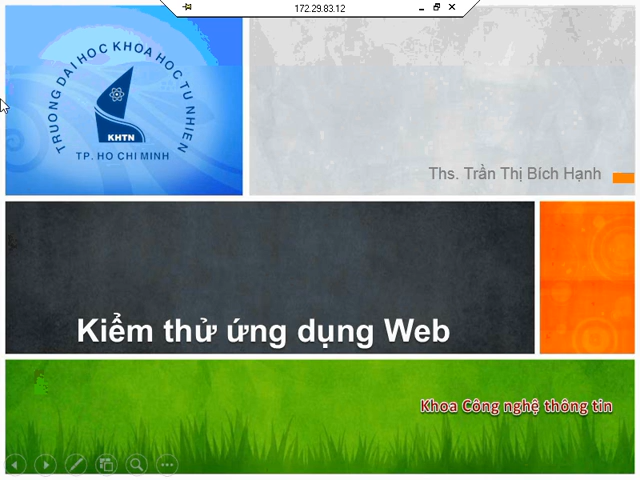 172.29.83.12
TRUONG DAI HOC KHOA HOC TU NHIEN
KHTN
TP. HO CHI MINH
Ths. Trần Thị Bích Hạnh
Kiểm thử ứng dụng Web
Khoa Công nghệ thông tin